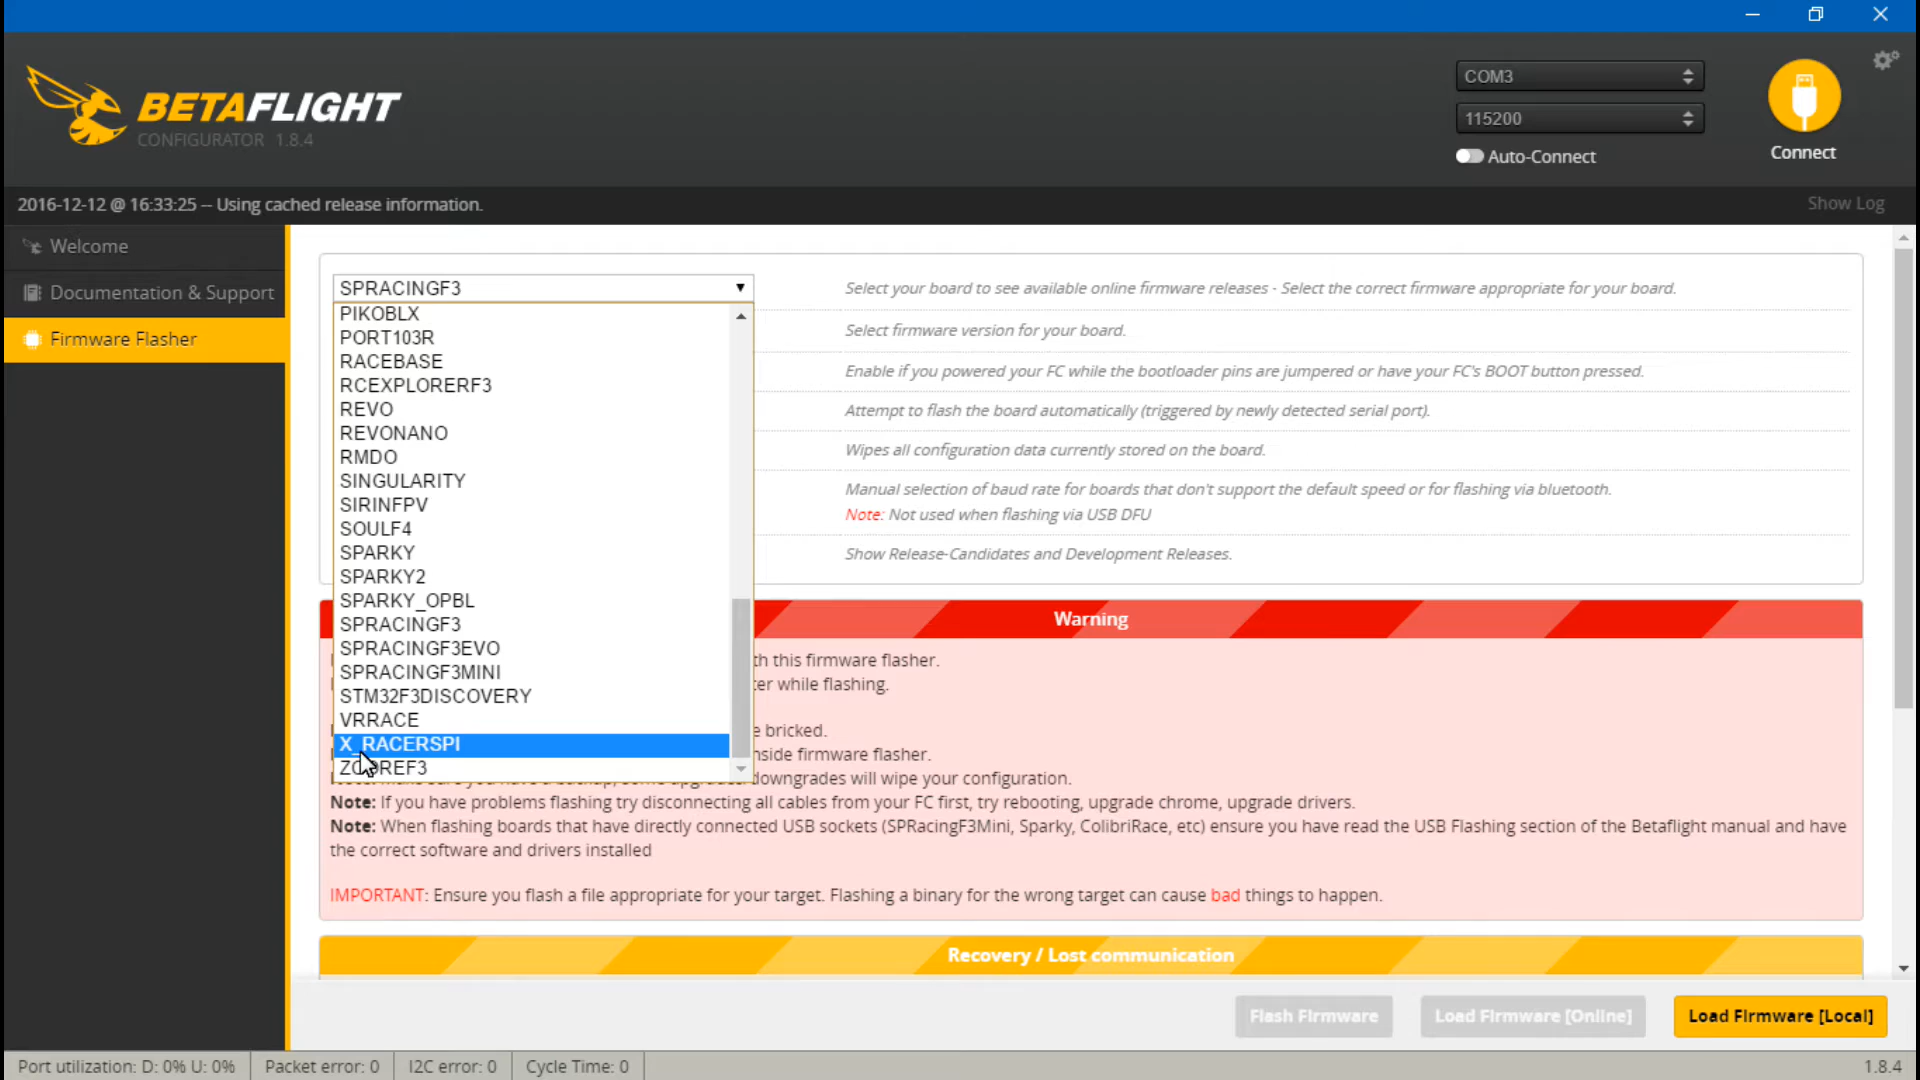 BETAFLIGHT
CONFIGURATOR 1.8.4
COM3
115200
Auto-Connect
Connect
2016-12-12 @ 16:33:25 -- Using cached release information.
Show Log
Welcome
Documentation & Support
Firmware Flasher
SPRACINGF3
PIKOBLX
PORT103R
RACEBASE
RCEXPLORERF3
REVO
REVONANO
RMDO
SINGULARITY
SIRINFPV
SOULF4
SPARKY
SPARKY2
SPARKY_OPBL
SPRACINGF3
SPRACINGF3EVO
SPRACINGF3MINI
STM32F3DISCOVERY
VRRACE
X_RACERSPI
Select your board to see available online firmware releases - Select the correct firmware appropriate for your board.
Select firmware version for your board.
Enable if you powered your FC while the bootloader pins are jumpered or have your FC's BOOT button pressed.
Attempt to flash the board automatically (triggered by newly detected serial port).
Wipes all configuration data currently stored on the board.
Manual selection of baud rate for boards that don't support the default speed or for flashing via bluetooth.
Note: Not used when flashing via USB DFU
Show Release-Candidates and Development Releases.
Warning
this firmware flasher.
while flashing.
bricked.
firmware flasher.
downgrades will wipe your configuration.
Note: If you have problems flashing try disconnecting all cables from your FC first, try rebooting, upgrade chrome, upgrade drivers.
Note: When flashing boards that have directly connected USB sockets (SPRacingF3Mini, Sparky, ColibriRace, etc) ensure you have read the USB Flashing section of the Betaflight manual and have
the correct software and drivers installed
IMPORTANT: Ensure you flash a file appropriate for your target. Flashing a binary for the wrong target can cause bad things to happen.
Recovery / Lost communication
Flash Firmware
Load Firmware [Online]
Load Firmware [Local]
Port utilization: D: 0% U: 0%
Packet error: 0
I2C error: 0
Cycle Time: 0
1.8.4